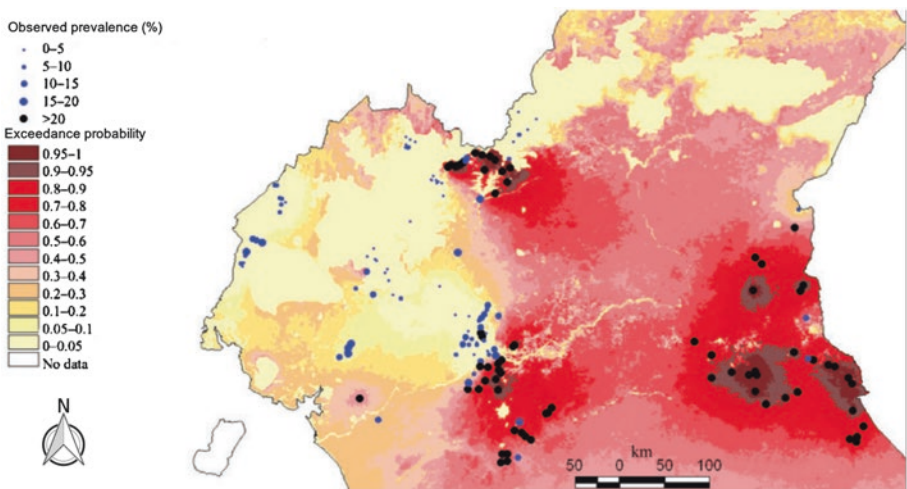 Observed prevalence (%)
0–5
5–10
10–15
15–20
>20
Exceedance probability
0.95–1
0.9–0.95
0.8–0.9
0.7–0.8
0.6–0.7
0.5–0.6
0.4–0.5
0.3–0.4
0.2–0.3
0.1–0.2
0.05–0.1
0–0.05
No data
N
km
50 0 50 100